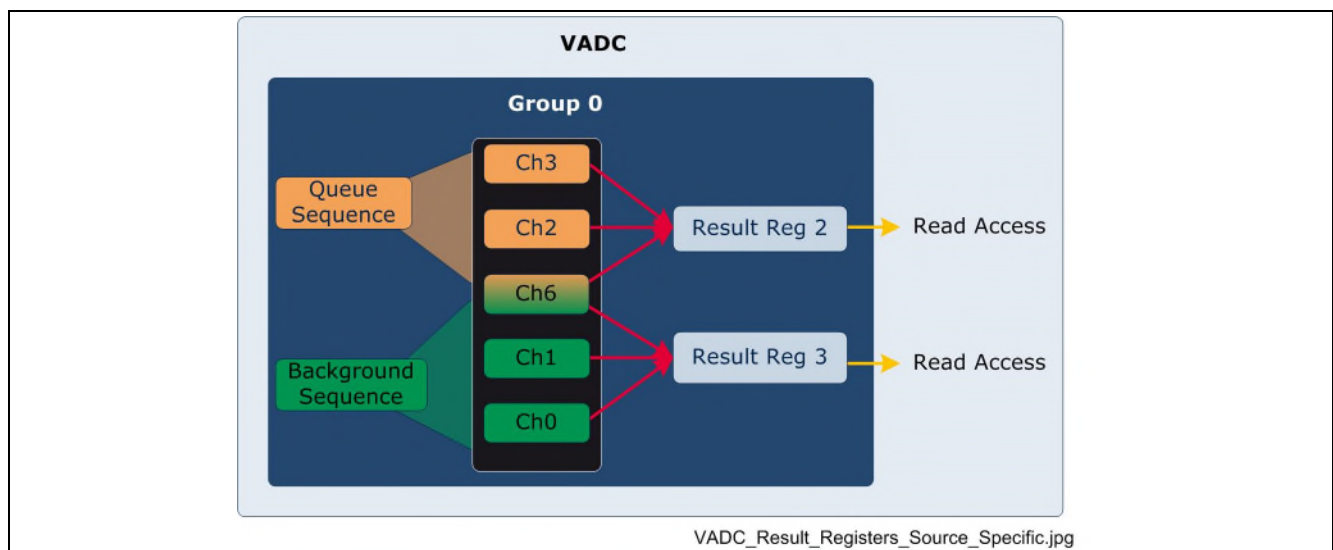 VADC
Group 0
Queue
Sequence
Background
Sequence
Ch3
Ch2
Ch6
Ch1
Ch0
Result Reg 2
Result Reg 3
Read Access
Read Access
VADC_Result_Registers_Source_Specific.jpg